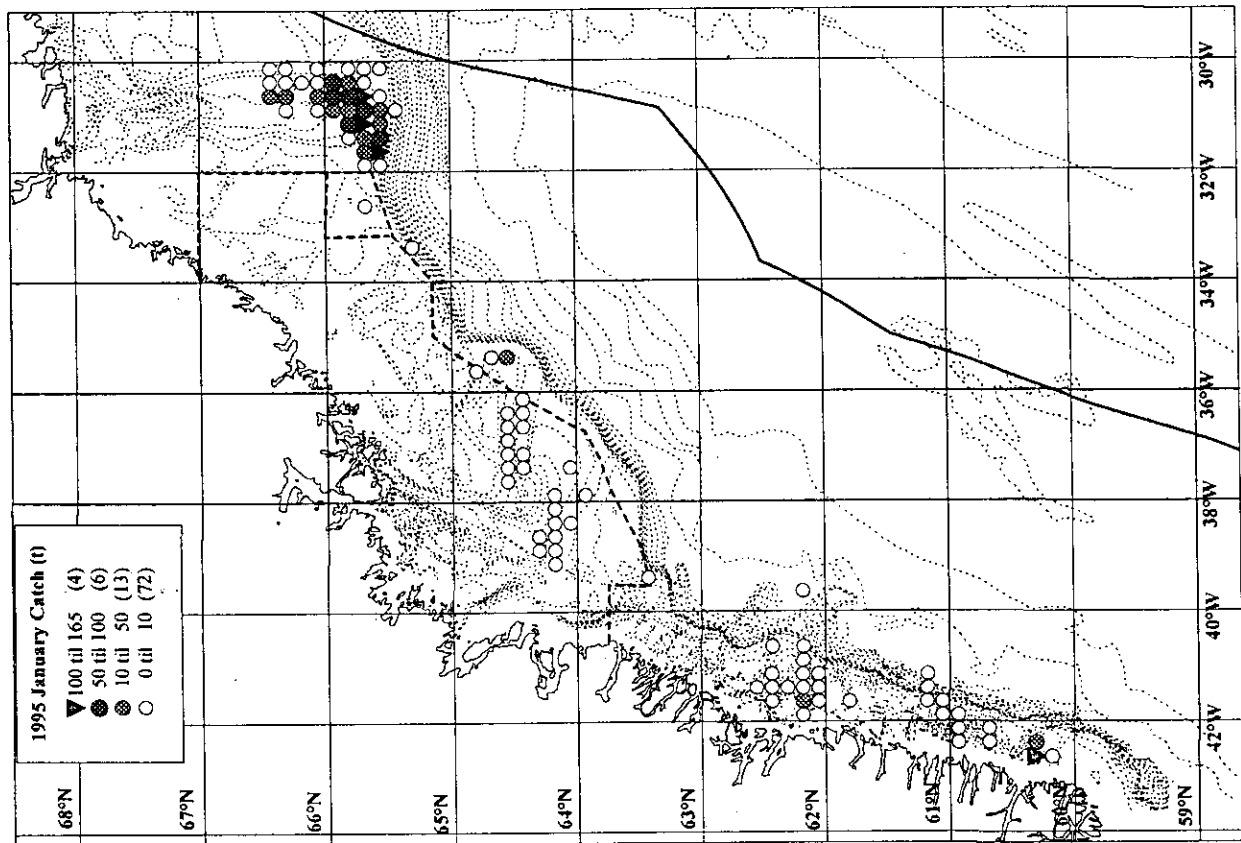 1995 January Catch (t)
100 til 165 (4)
50 til 100 (6)
10 til 50 (13)
0 til 10 (72)
68°N
67°N
66°N
65°N
64°N
63°N
62°N
61°N
60°N
59°N
30°W
32°W
34°W
36°W
38°W
40°W
42°W